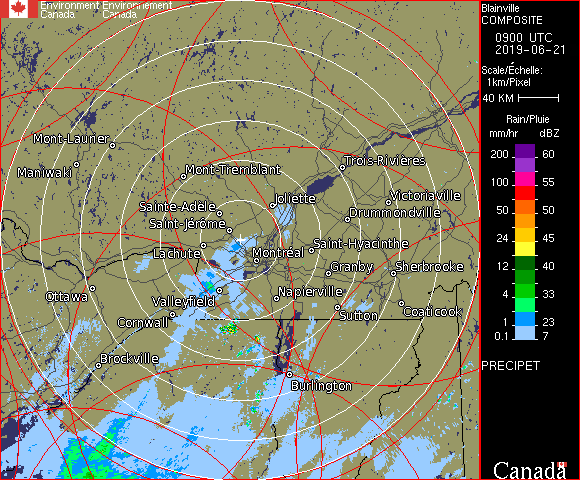 Environment Environnement
Canada Canada
Blainville
COMPOSITE
0900 UTC
2019-06-21
Scale/Échelle:
1km/Pixel
40 KM
Rain/Pluie
mm/hr dBZ
200 60
100 55
50 50
24 45
12 40
4 33
1 23
0.1 7
PRECIPET
Canada
Mont-Laurier
Maniwaki
Mont-Tremblant
Trois-Rivières
Joliette
Victoriaville
Sainte-Adèle
Drummondville
Saint-Jérôme
Saint-Hyacinthe
Lachute
Montréal
Granby
Sherbrooke
Ottawa
Valleyfield
Napierville
Sutton
Coaticook
Cornwall
Brockville
Burlington